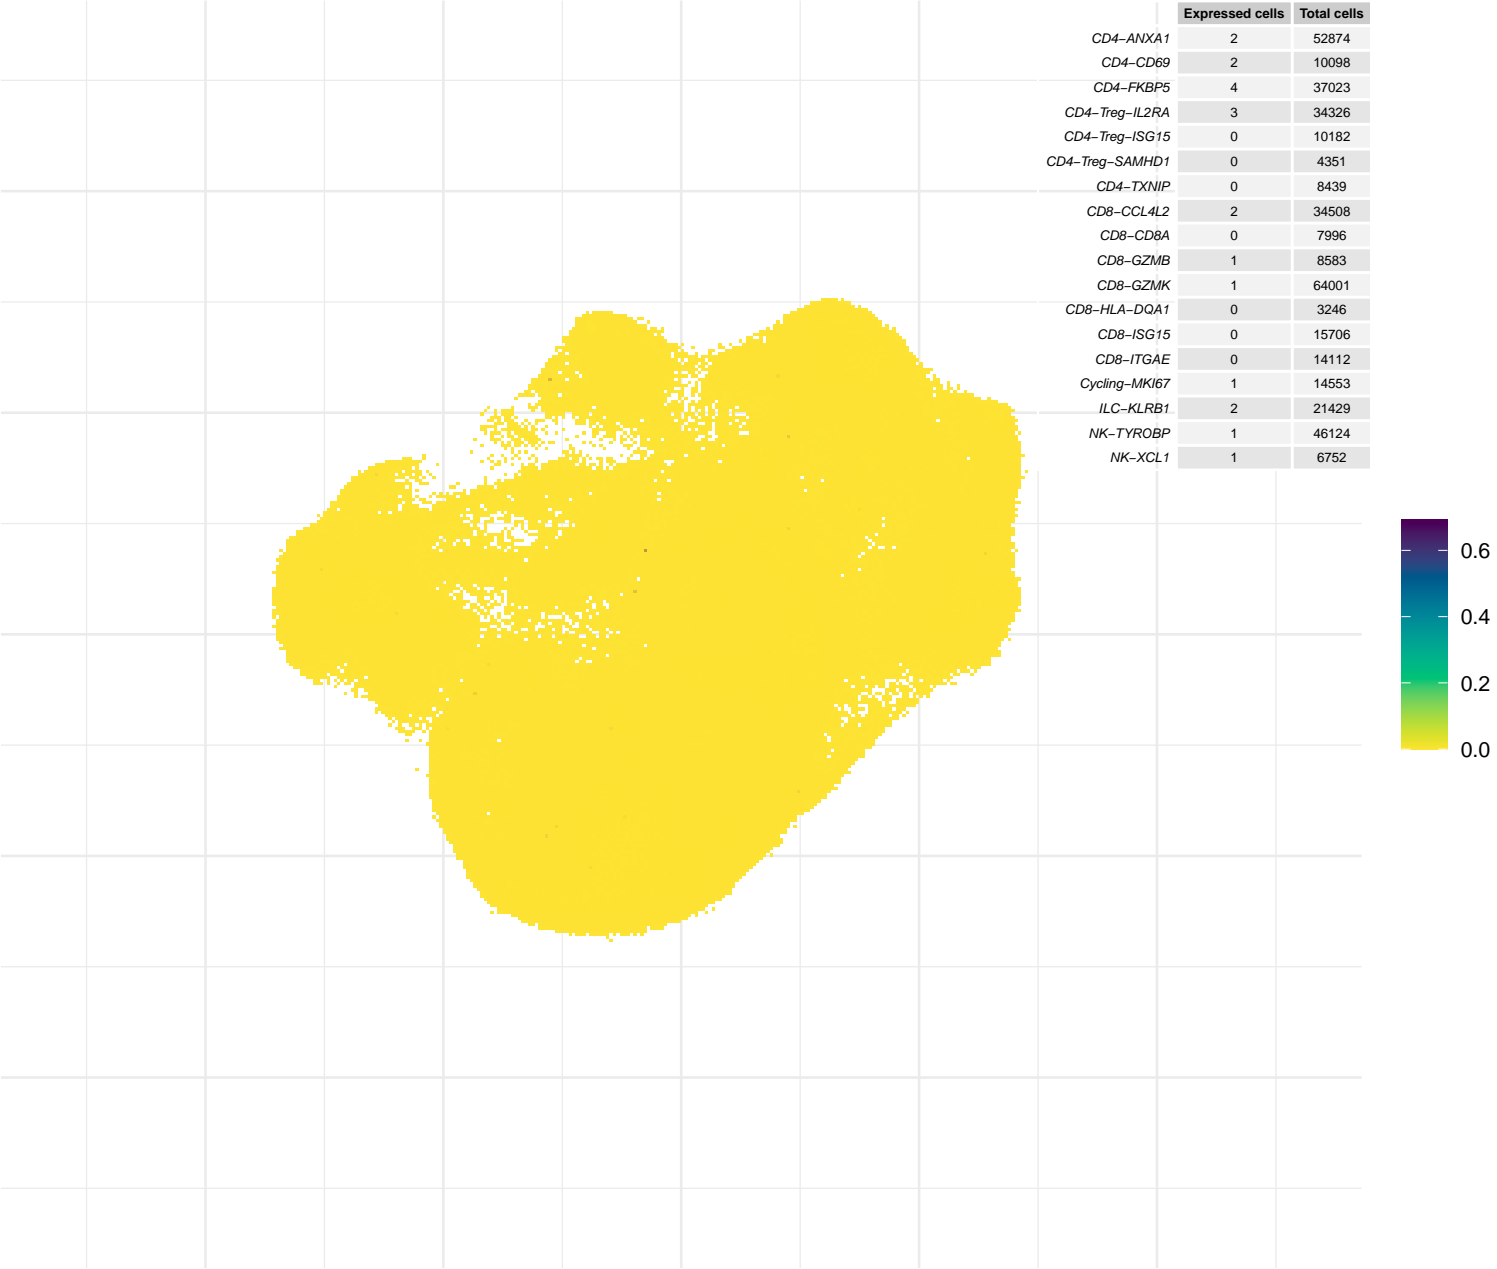 Expressed cells Total cells
CD4−ANXA1 2 52874
CD4−CD69 2 10098
CD4−FKBP5 4 37023
CD4−Treg−IL2RA 3 34326
CD4−Treg−ISG15 0 10182
CD4−Treg−SAMHD1 0 4351
CD4−TXNIP 0 8439
CD8−CCL4L2 2 34508
CD8−CD8A 0 7996
CD8−GZMB 1 8583
CD8−GZMK 1 64001
CD8−HLA−DQA1 0 3246
CD8−ISG15 0 15706
CD8−ITGAE 0 14112
Cycling−MKI67 1 14553
ILC−KLRB1 2 21429
NK−TYROBP 1 46124
NK−XCL1 1 6752
0.6
0.4
0.2
0.0